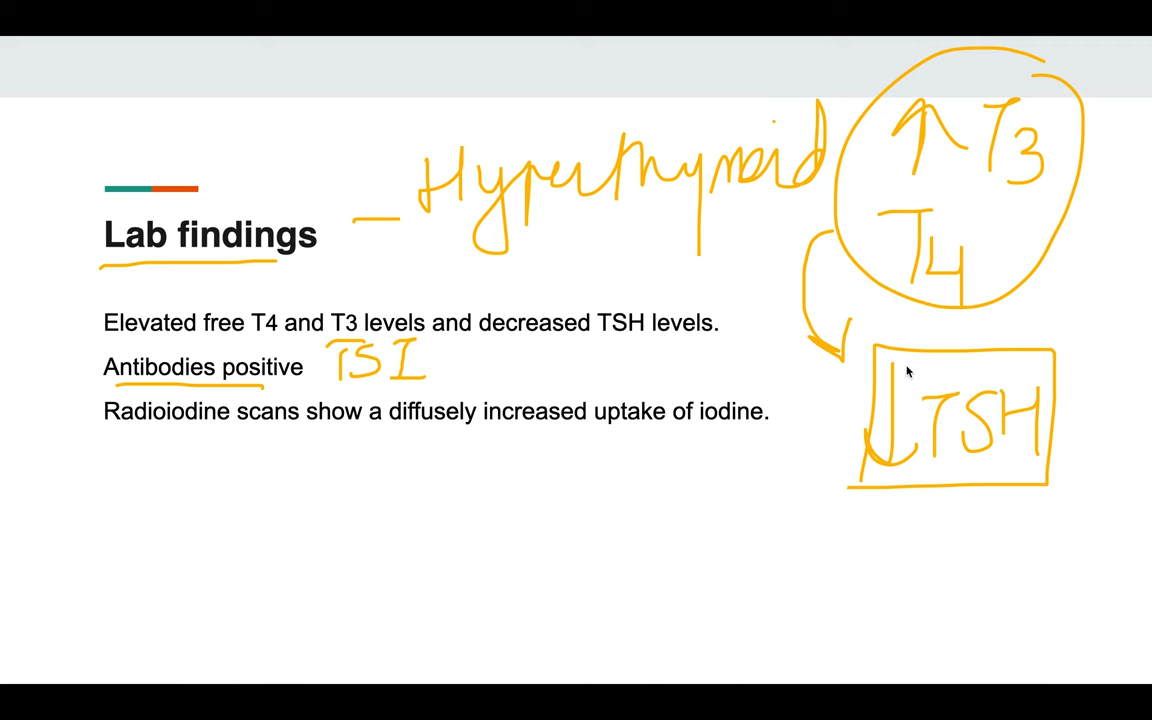 ↑ T3
T4
Hyperthyroid
Lab findings
Elevated free T4 and T3 levels and decreased TSH levels.
Antibodies positive TSI
Radioiodine scans show a diffusely increased uptake of iodine.
↓ TSH